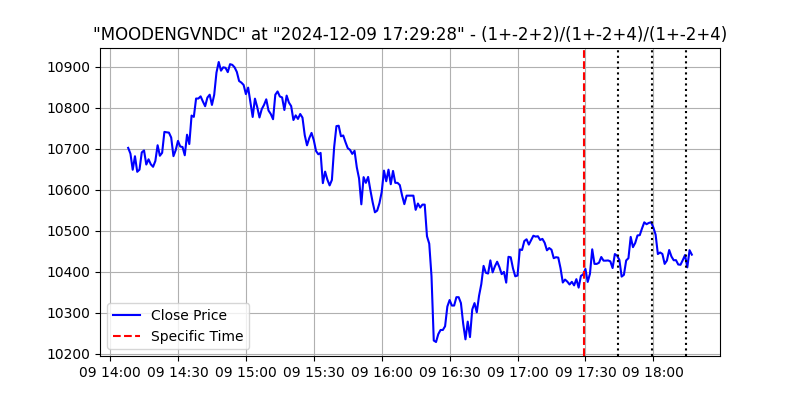 "MOODENGVNDC" at "2024-12-09 17:29:28" - (1+-2+2)/(1+-2+4)/(1+-2+4)
10900
10800
10700
10600
10500
10400
10300
10200
Close Price
Specific Time
09 14:00 09 14:30 09 15:00 09 15:30 09 16:00 09 16:30 09 17:00 09 17:30 09 18:00